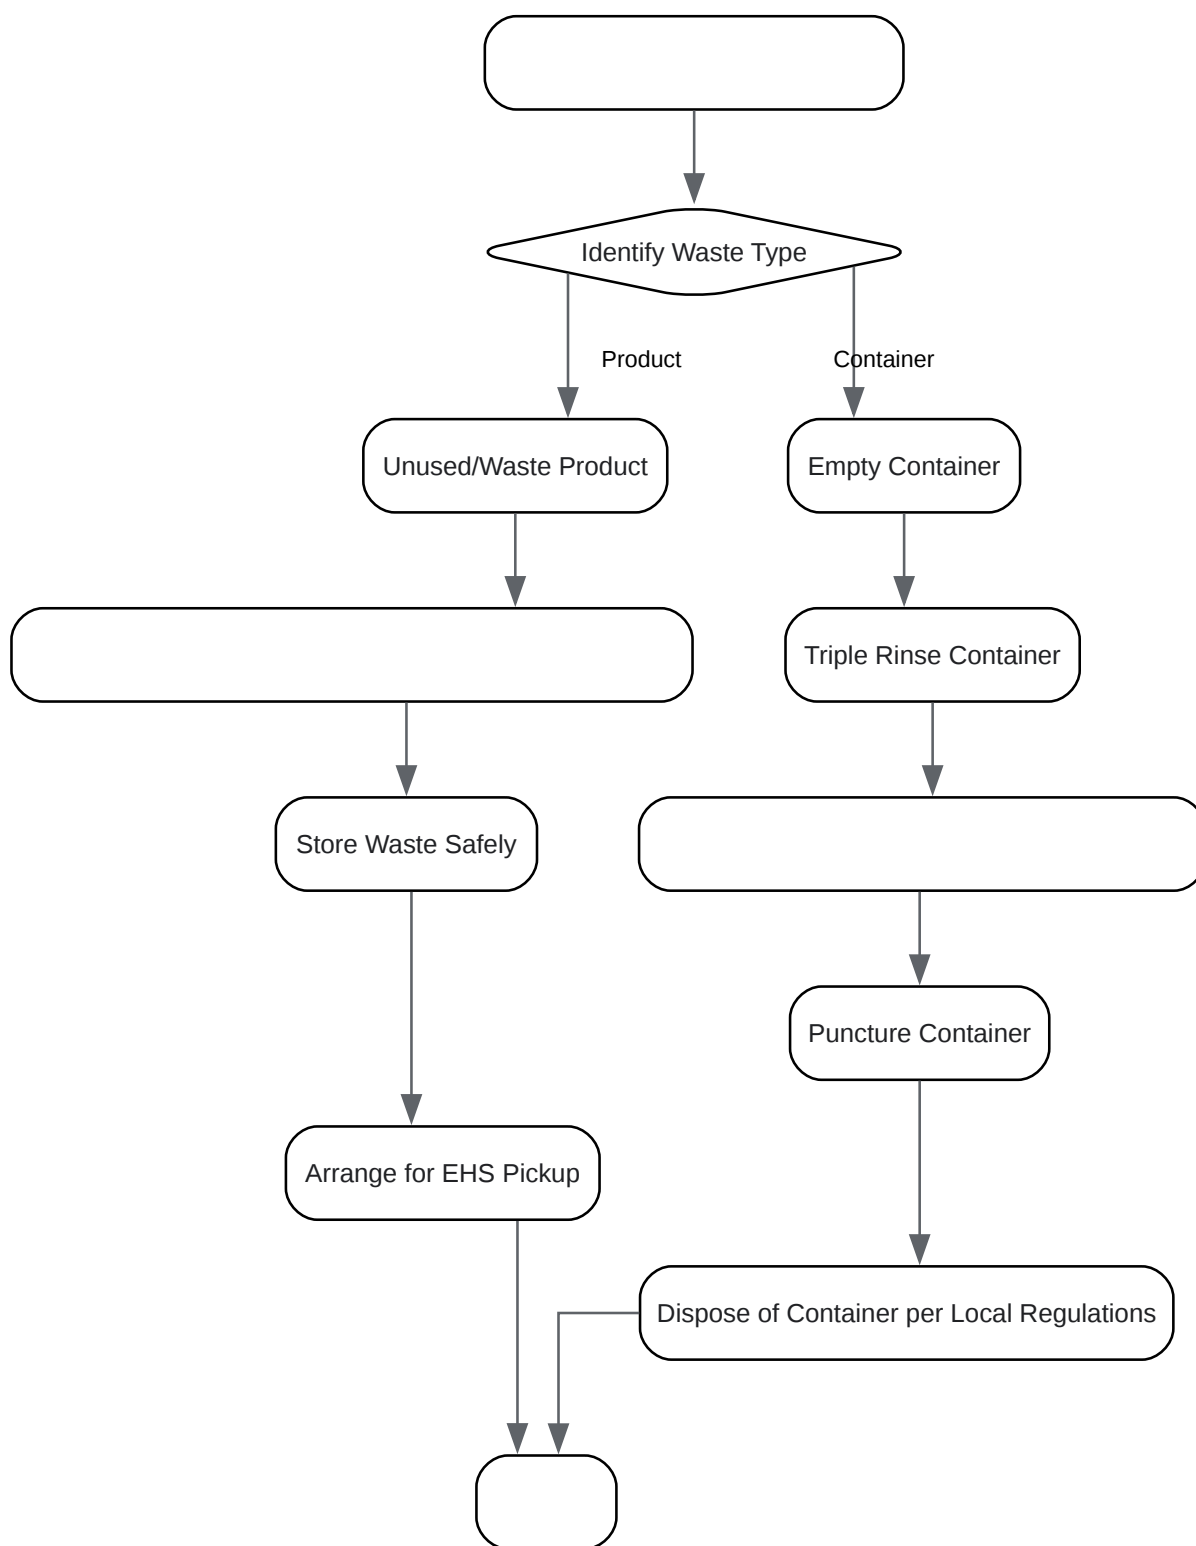 Identify Waste Type
Product
Container
Unused/Waste Product
Empty Container
Triple Rinse Container
Store Waste Safely
Puncture Container
Arrange for EHS Pickup
Dispose of Container per Local Regulations